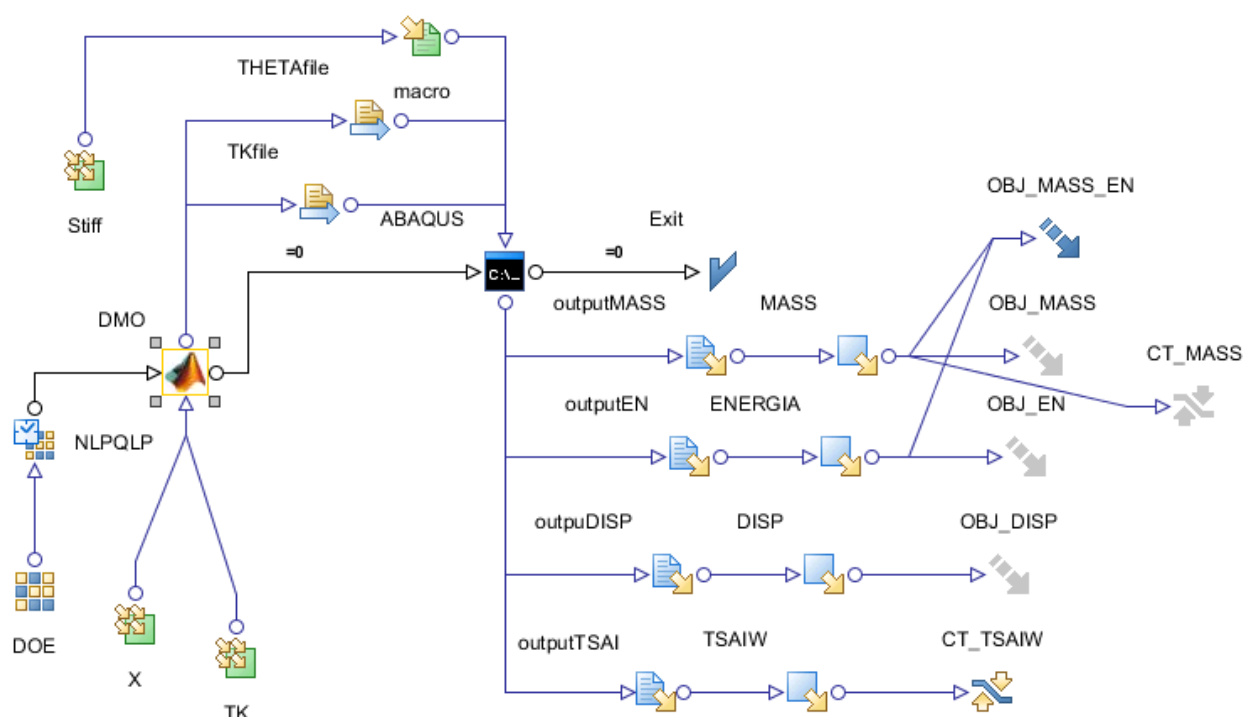 THETAfile
macro
TKfile
Stiff
ABAQUS
Exit
OBJ_MASS_EN
=0
=0
C:\_
outputMASS
MASS
OBJ_MASS
DMO
CT_MASS
outputEN
ENERGIA
OBJ_EN
NLPQLP
outpuDISP
DISP
OBJ_DISP
DOE
X
outputTSAI
TSAIW
CT_TSAIW
TK